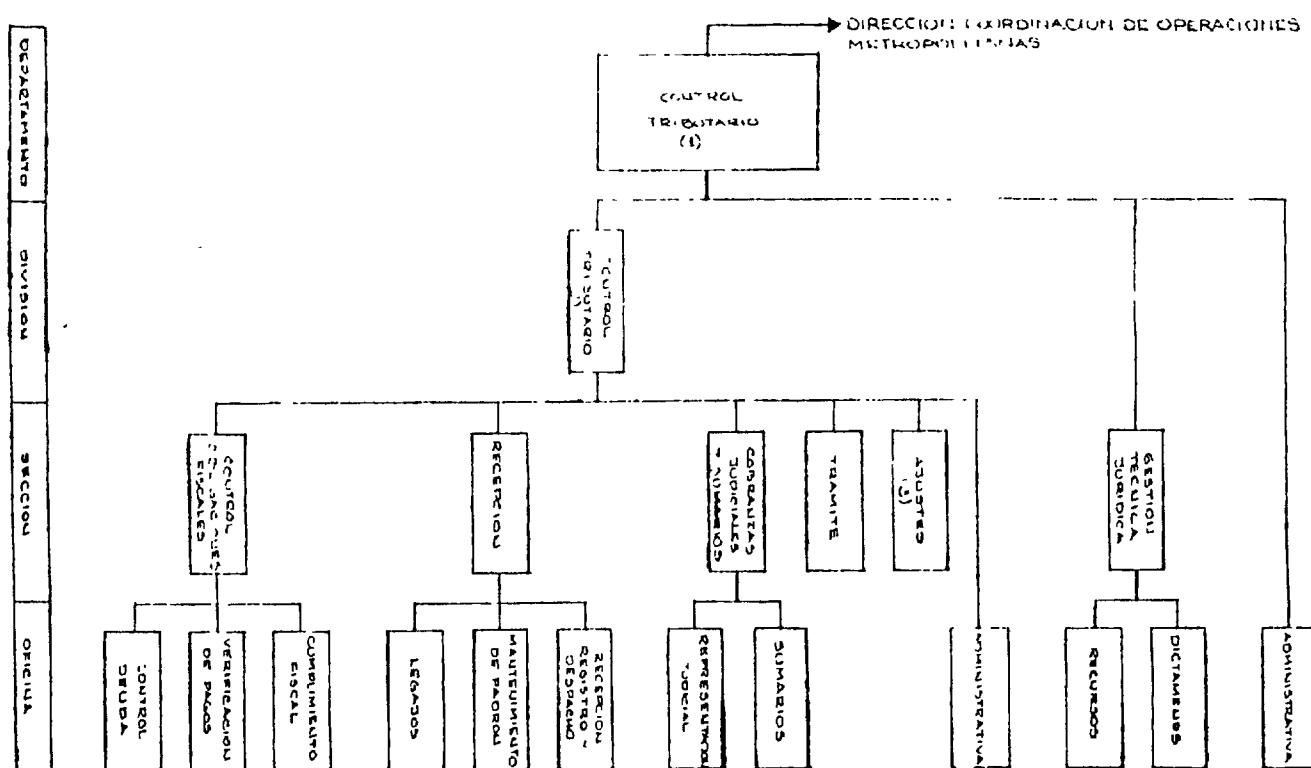 DIRECCION COORDINACION DE OPERACIONES
METROPOLITANAS
DEPARTAMENTO
CONTROL
TRIBUTARIO
(1)
DIVISION
CONTROL
TRIBUTARIO
SECCION
CONTROL
FISCALES
RECEPCION
COBRANZAS
JUDICIALES
Y SUMARIOS
TRAMITE
AJUSTES
GESTION
TECNICA
JURIDICA
OFICINA
CONTROL
DEUDA
VERIFICACION
DE PAGOS
CUMPLIMIENTO
FISCAL
LEGAJOS
MANTENIMIENTO
DE PADRON
RECEPCION
REGISTRO Y
DESPACHO
REPRESENTACION
JUDICIAL
SUMARIOS
ADMINISTRATIVA
RECURSOS
DICTAMENES
ADMINISTRATIVA